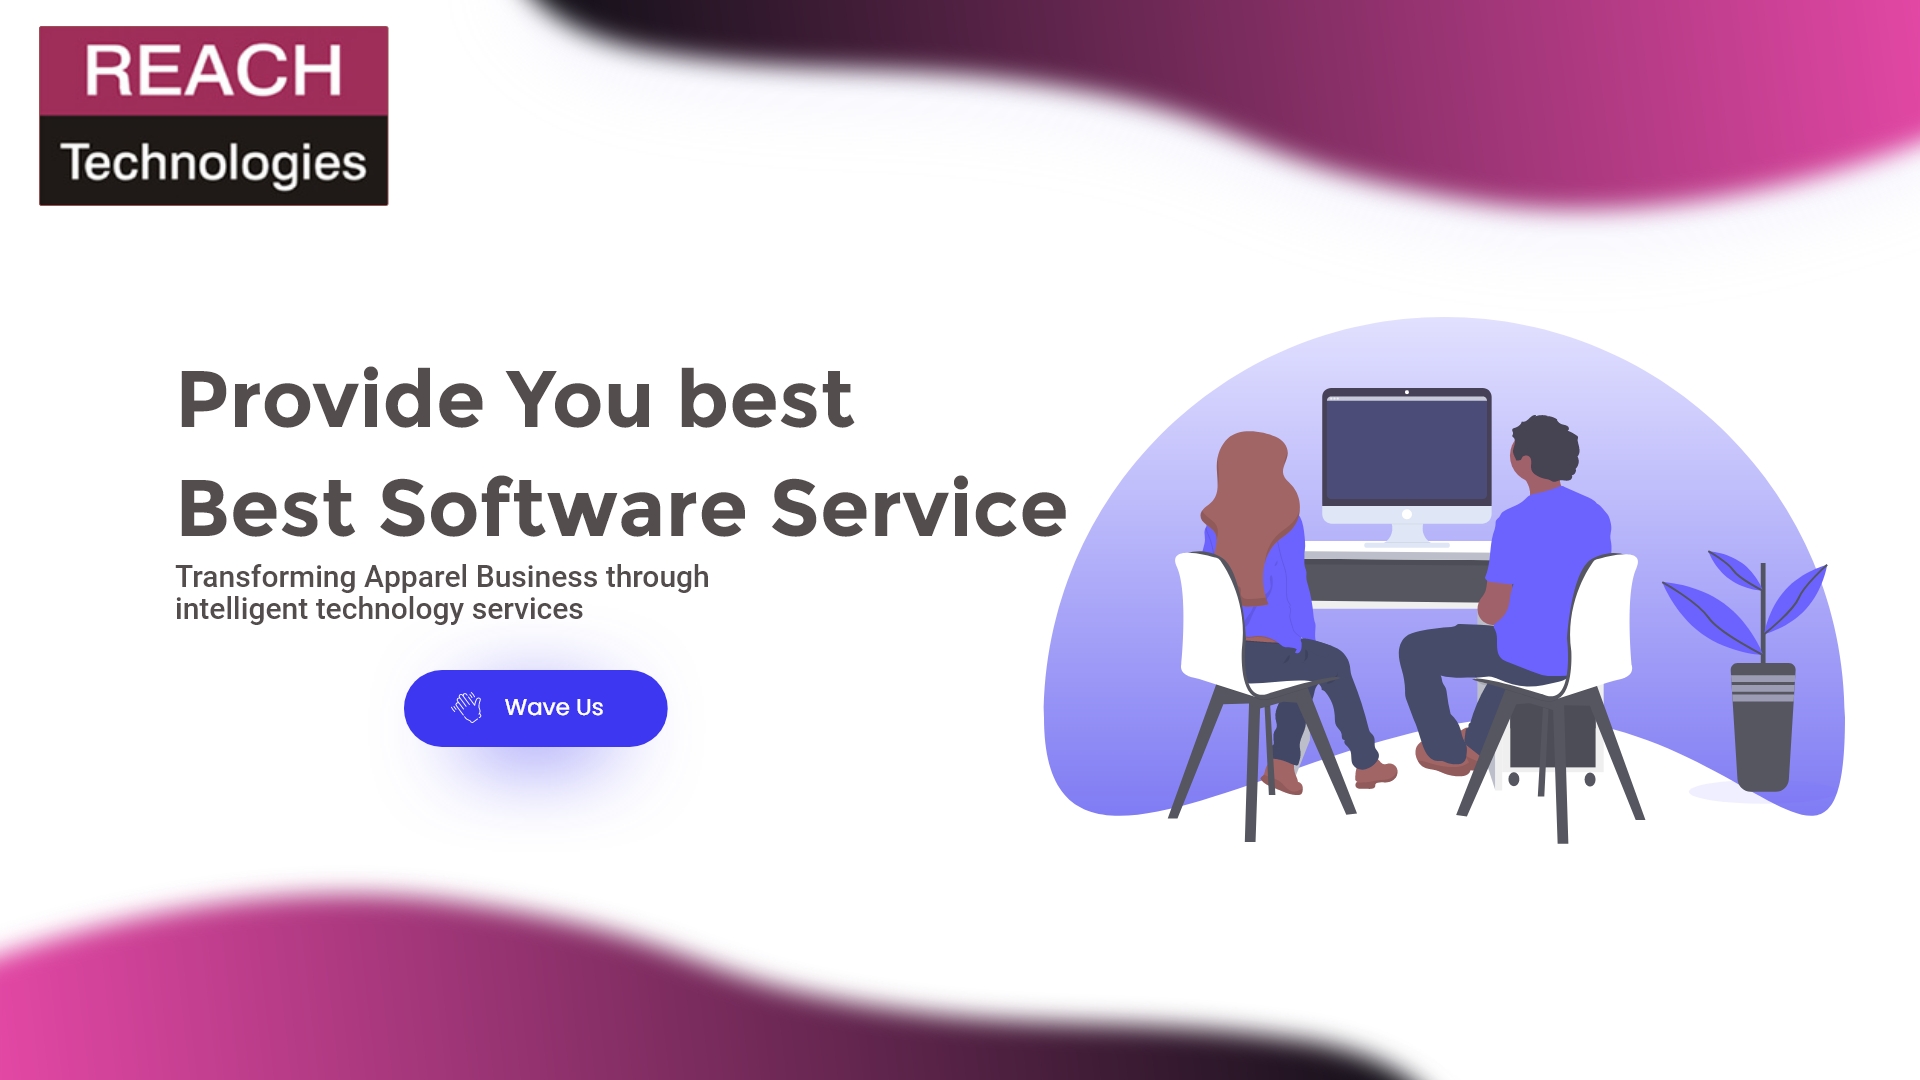 REACH
Technologies
Provide You best
Best Software Service
Transforming Apparel Business through
intelligent technology services
Wave Us